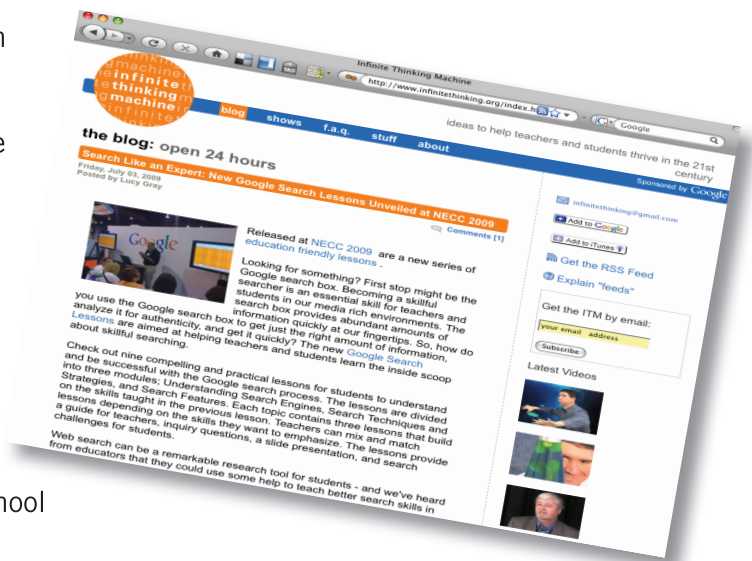 Infinite Thinking Machine
http://www.infinitethinking.org/index.h
Google
infinite
thinking
machine
ideas to help teachers and students thrive in the 21st
century
blog
shows
f.a.q.
stuff
about
Sponsored by Google
the blog: open 24 hours
Search Like an Expert: New Google Search Lessons Unveiled at NECC 2009
Friday, July 03, 2009
Posted by Lucy Gray
Comments [1]
Google
Released at NECC 2009 are a new series of
education friendly lessons .
Looking for something? First stop might be the
Google search box. Becoming a skillful
searcher is an essential skill for teachers and
students in our media rich environments. The
search box provides abundant amounts of
information quickly at our fingertips. So, how do
you use the Google search box to get just the right amount of information,
analyze it for authenticity, and get it quickly? The new Google Search
Lessons are aimed at helping teachers and students learn the inside scoop
about skillful searching.
Check out nine compelling and practical lessons for students to understand
and be successful with the Google search process. The lessons are divided
into three modules; Understanding Search Engines, Search Techniques and
Strategies, and Search Features. Each topic contains three lessons that build
on the skills taught in the previous lesson. Teachers can mix and match
lessons depending on the skills they want to emphasize. The lessons provide
a guide for teachers, inquiry questions, a slide presentation, and search
challenges for students.
Web search can be a remarkable research tool for students - and we've heard
from educators that they could use some help to teach better search skills in
infinitethinking@gmail.com
Add to Google
Add to iTunes
Get the RSS Feed
Explain "feeds"
Get the ITM by email:
your email address
Subscribe
Latest Videos